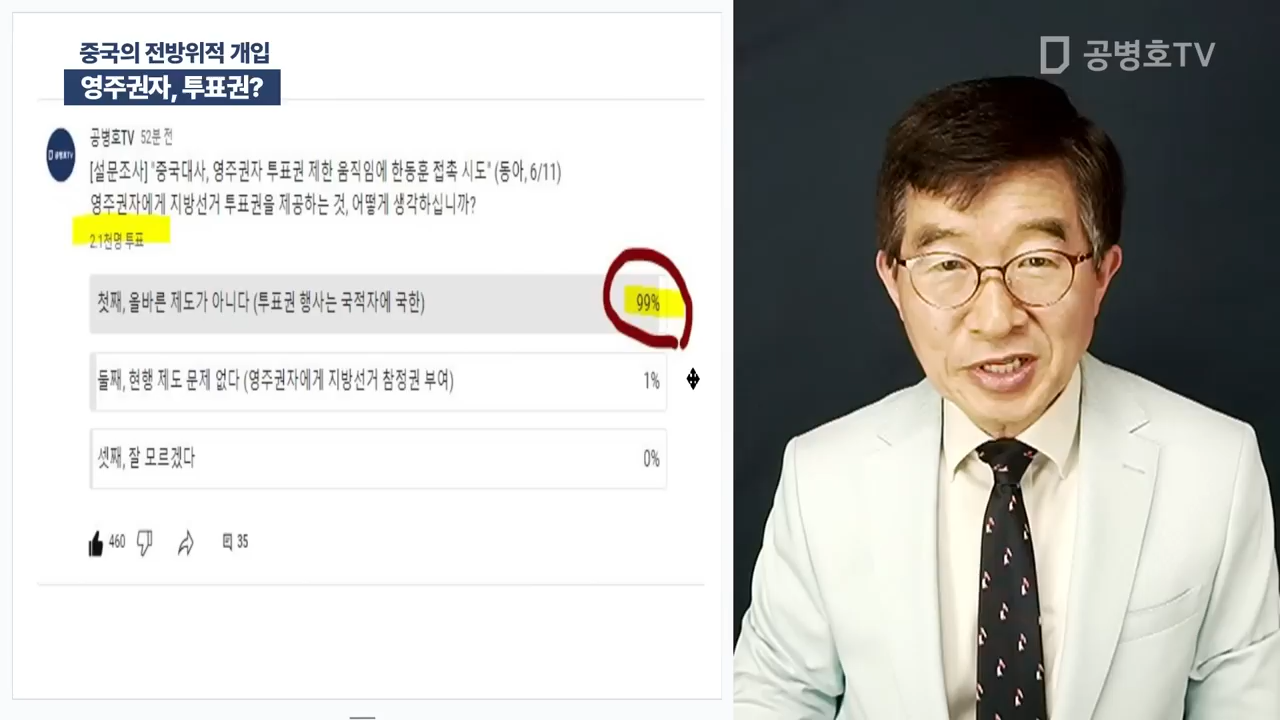 중국의 전방위적 개입
영주권자, 투표권?
공병호TV
공병호TV
공병호TV 52분 전
[설문조사] "중국대사, 영주권자 투표권 제한 움직임에 한동훈 접촉 시도" (동아, 6/11)
영주권자에게 지방선거 투표권을 제공하는 것, 어떻게 생각하십니까?
2.1천명 투표
첫째, 올바른 제도가 아니다 (투표권 행사는 국적자에 국한) 99%
둘째, 현행 제도 문제 없다 (영주권자에게 지방선거 참정권 부여) 1%
셋째, 잘 모르겠다 0%
460 35